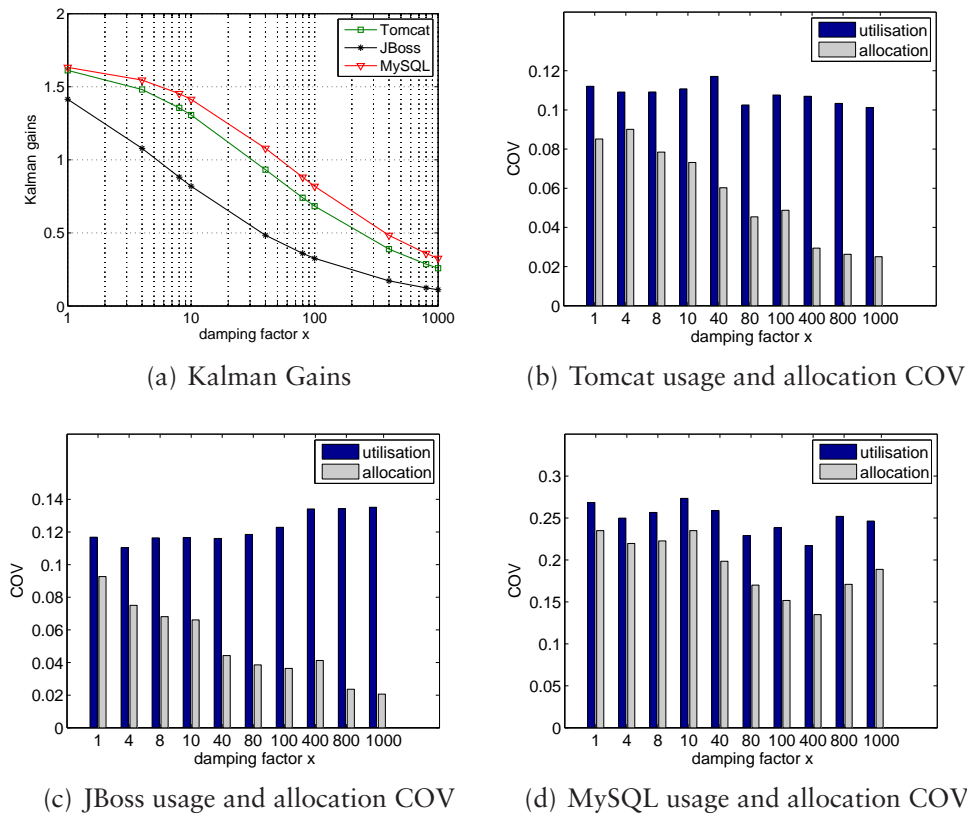 2
1.5
1
0.5
0
Kalman gains
Tomcat
JBoss
MySQL
1 10 100 1000
damping factor x
(a) Kalman Gains
0.12
0.1
0.08
0.06
0.04
0.02
0
COV
utilisation
allocation
1 4 8 10 40 80 100 400 800 1000
damping factor x
(b) Tomcat usage and allocation COV
0.14
0.12
0.1
0.08
0.06
0.04
0.02
0
COV
utilisation
allocation
1 4 8 10 40 80 100 400 800 1000
damping factor x
(c) JBoss usage and allocation COV
0.3
0.25
0.2
0.15
0.1
0.05
0
COV
utilisation
allocation
1 4 8 10 40 80 100 400 800 1000
damping factor x
(d) MySQL usage and allocation COV